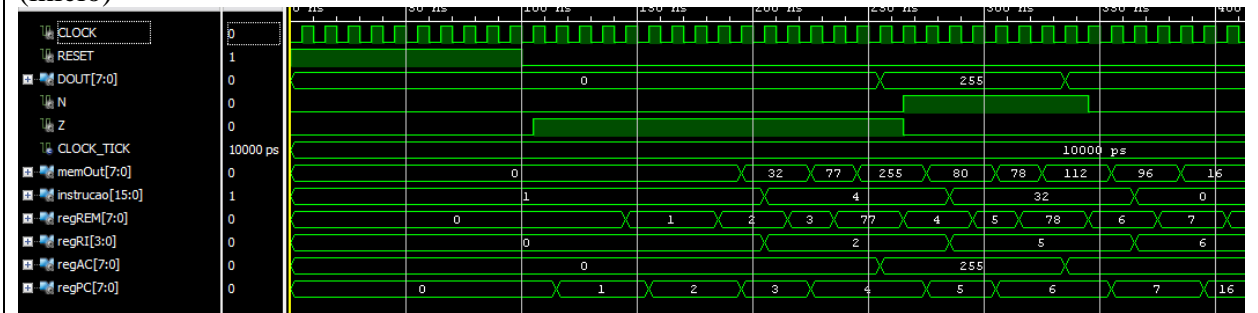 (micro)
0 ns 50 ns 100 ns 150 ns 200 ns 250 ns 300 ns 350 ns 400
CLOCK 0
RESET 1
DOUT[7:0] 0 0 255
N 0
Z 0
CLOCK_TICK 10000 ps 10000 ps
memOut[7:0] 0 0 32 77 255 80 78 112 96 16
instrucao[15:0] 1 1 4 32 0
regREM[7:0] 0 0 1 2 3 77 4 5 78 6 7
regRI[3:0] 0 0 2 5 6
regAC[7:0] 0 0 255
regPC[7:0] 0 0 1 2 3 4 5 6 7 16